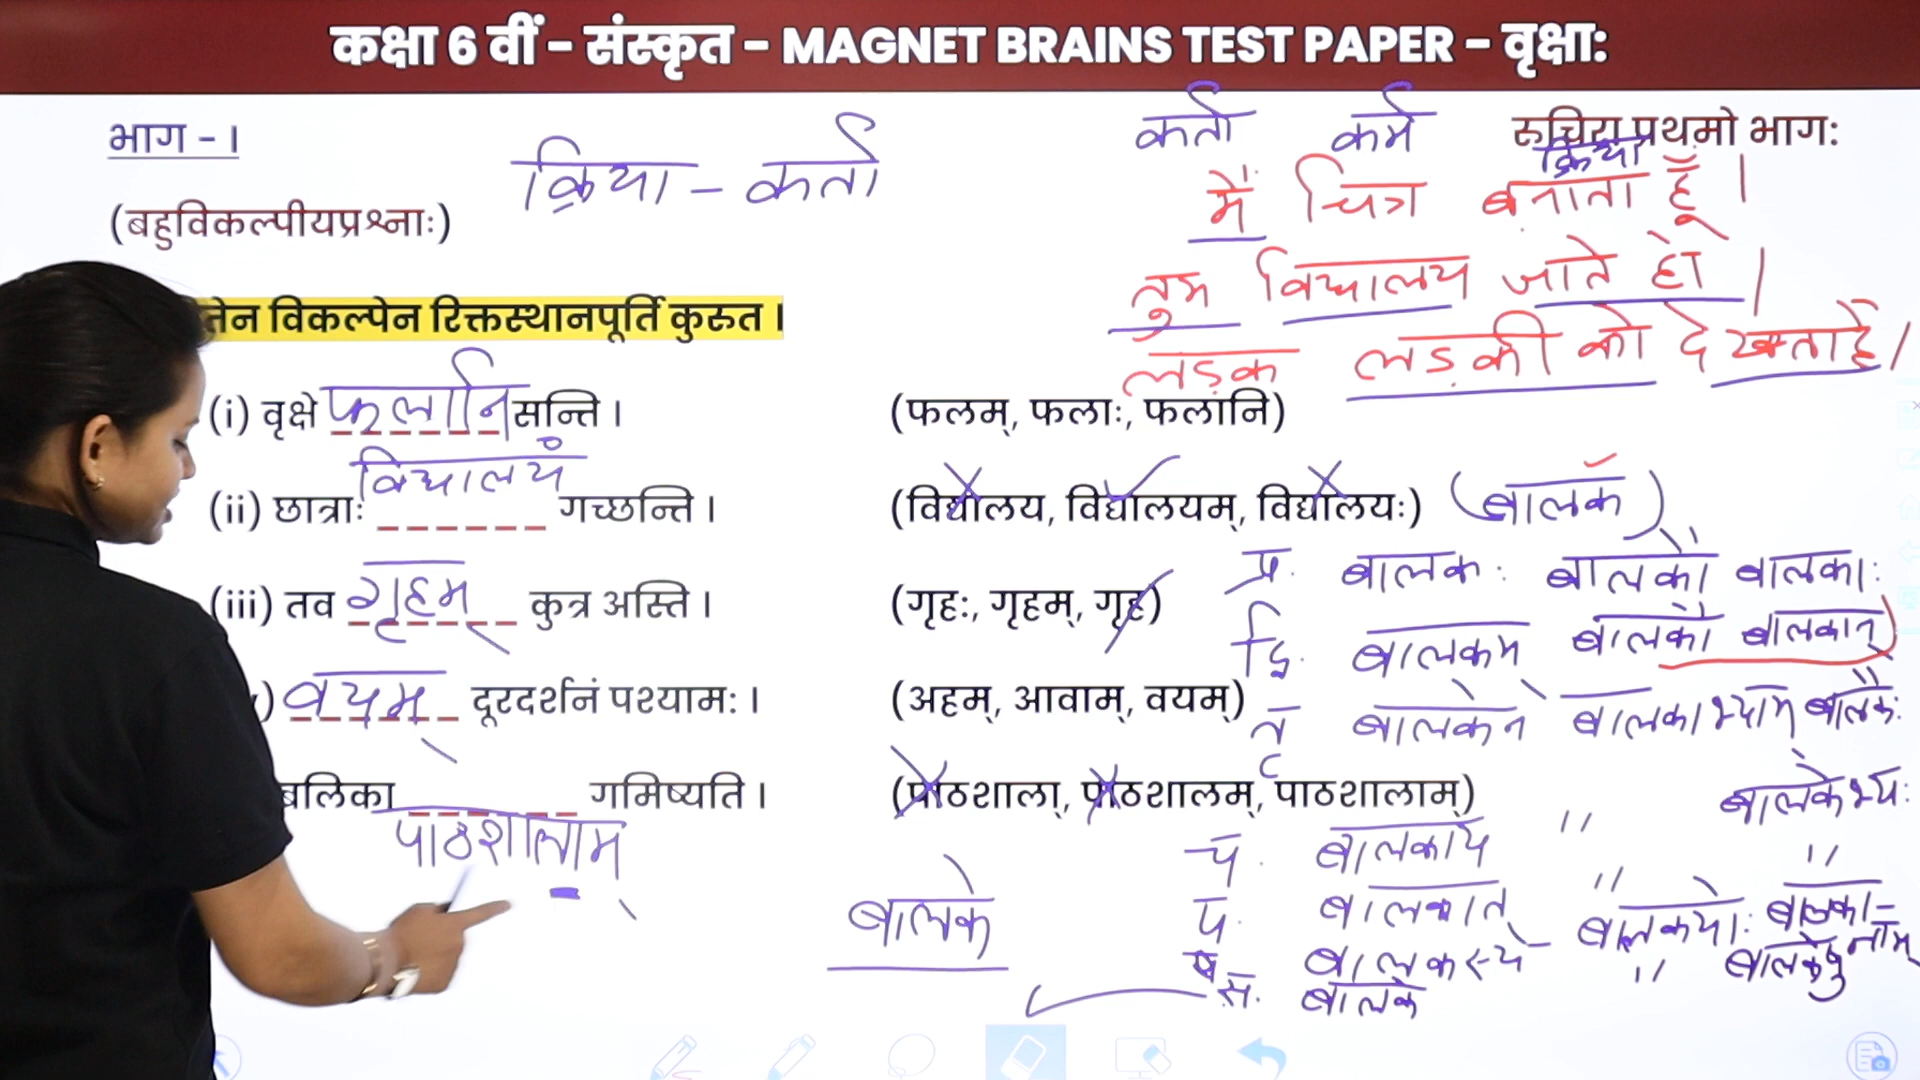 कक्षा 6 वीं - संस्कृत - MAGNET BRAINS TEST PAPER - वृक्षाः
भाग - I
क्रिया - कर्ता
कर्ता कर्म
रुचिरा प्रथमो भागः
क्रिया
(बहुविकल्पीयप्रश्नाः)
मैं चित्र बनाता हूँ ।
तुम विद्यालय जाते हो ।
तेन विकल्पेन रिक्तस्थानपूर्ति कुरुत ।
लड़क लड़की को देखता है।
(i) वृक्षे फलानि सन्ति । (फलम्, फलाः, फलानि)
(ii) छात्राः विद्यालयं गच्छन्ति । (विद्यालय, विद्यालयम्, विद्यालयः) (बालक)
प्र. बालकः बालकौ बालकाः
(iii) तव गृहम् कुत्र अस्ति । (गृहः, गृहम्, गृह)
द्वि. बालकम् बालकौ बालकान्
) वयम् दूरदर्शनं पश्यामः । (अहम्, आवाम्, वयम्)
तृ बालकेन बालकाभ्याम् बालकैः
बलिका पाठशालाम् गमिष्यति । (पाठशाला, पाठशालम्, पाठशालाम्)
च. बालकाय " बालकेभ्यः
प. बालकात् " "
बालके
ष बालकस्य - बालकयोः बालका-नाम्
स. बालके " बालकेषु